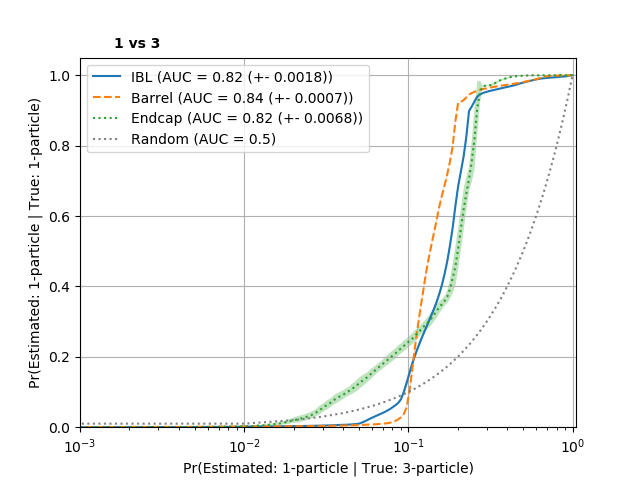 1 vs 3
IBL (AUC = 0.82 (+- 0.0018))
Barrel (AUC = 0.84 (+- 0.0007))
Endcap (AUC = 0.82 (+- 0.0068))
Random (AUC = 0.5)
Pr(Estimated: 1-particle | True: 1-particle)
1.0
0.8
0.6
0.4
0.2
0.0
10⁻³ 10⁻² 10⁻¹ 10⁰
Pr(Estimated: 1-particle | True: 3-particle)